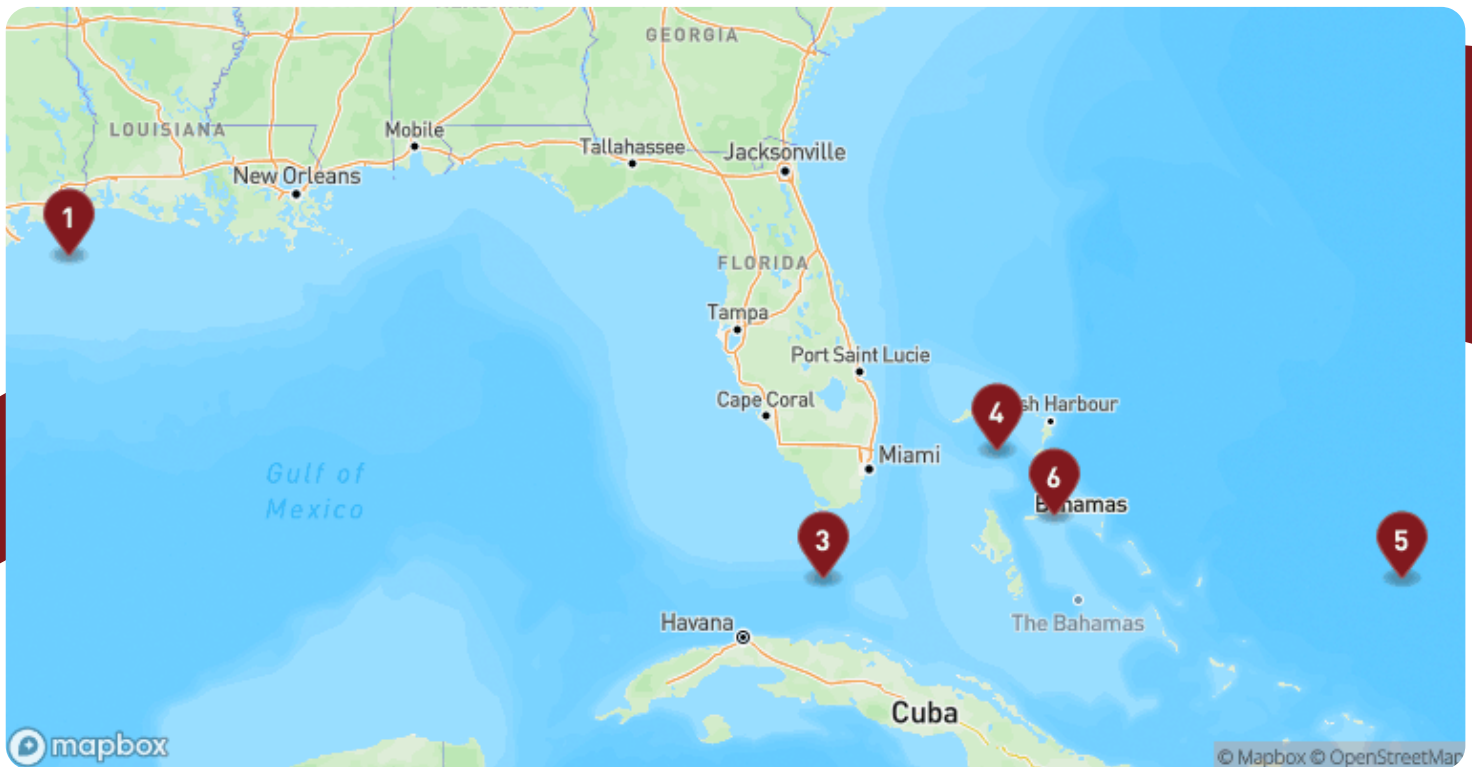 GEORGIA
LOUISIANA
Mobile
Tallahassee
Jacksonville
New Orleans
1
FLORIDA
Tampa
Port Saint Lucie
Cape Coral
4
sh Harbour
Miami
Gulf of
Mexico
6
Bahamas
3
5
Havana
The Bahamas
Cuba
mapbox
© Mapbox © OpenStreetMap